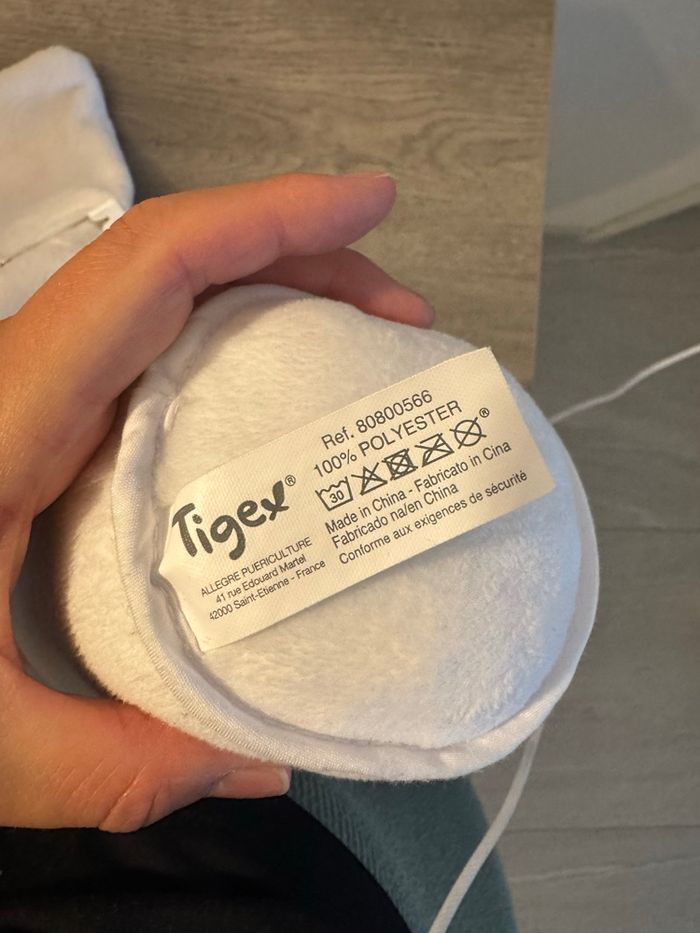 Tigex®
ALLEGRE PUERICULTURE
41 rue Edouard Martel
42000 Saint-Etienne - France
Ref. 80800566
100% POLYESTER
30 ®
Made in China - Fabricato in Cina
Fabricado na/en China
Conforme aux exigences de sécurité